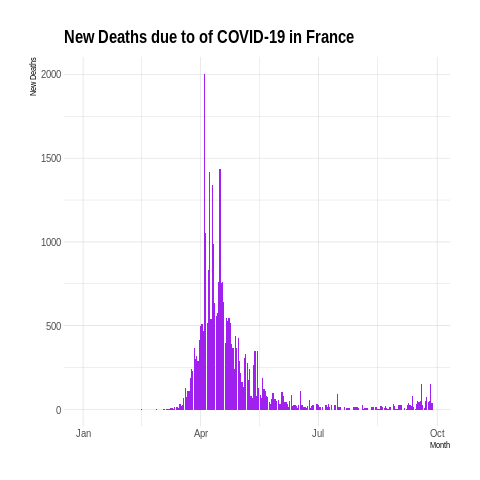 New Deaths due to of COVID-19 in France
New Deaths
2000
1500
1000
500
0
Jan Apr Jul Oct
Month